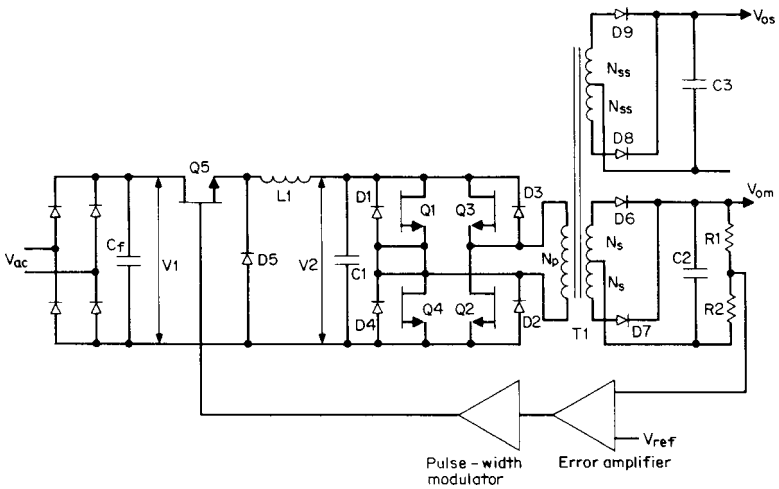 D9
Vos
Nss
C3
Nss
D8
Q5
L1
D1
Q1
Q3
D3
D6
Vom
Vac
Cf
V1
D5
V2
C1
Np
Ns
R1
C2
Ns
D4
Q4
Q2
D2
R2
T1
D7
Vref
Pulse-width
modulator
Error amplifier